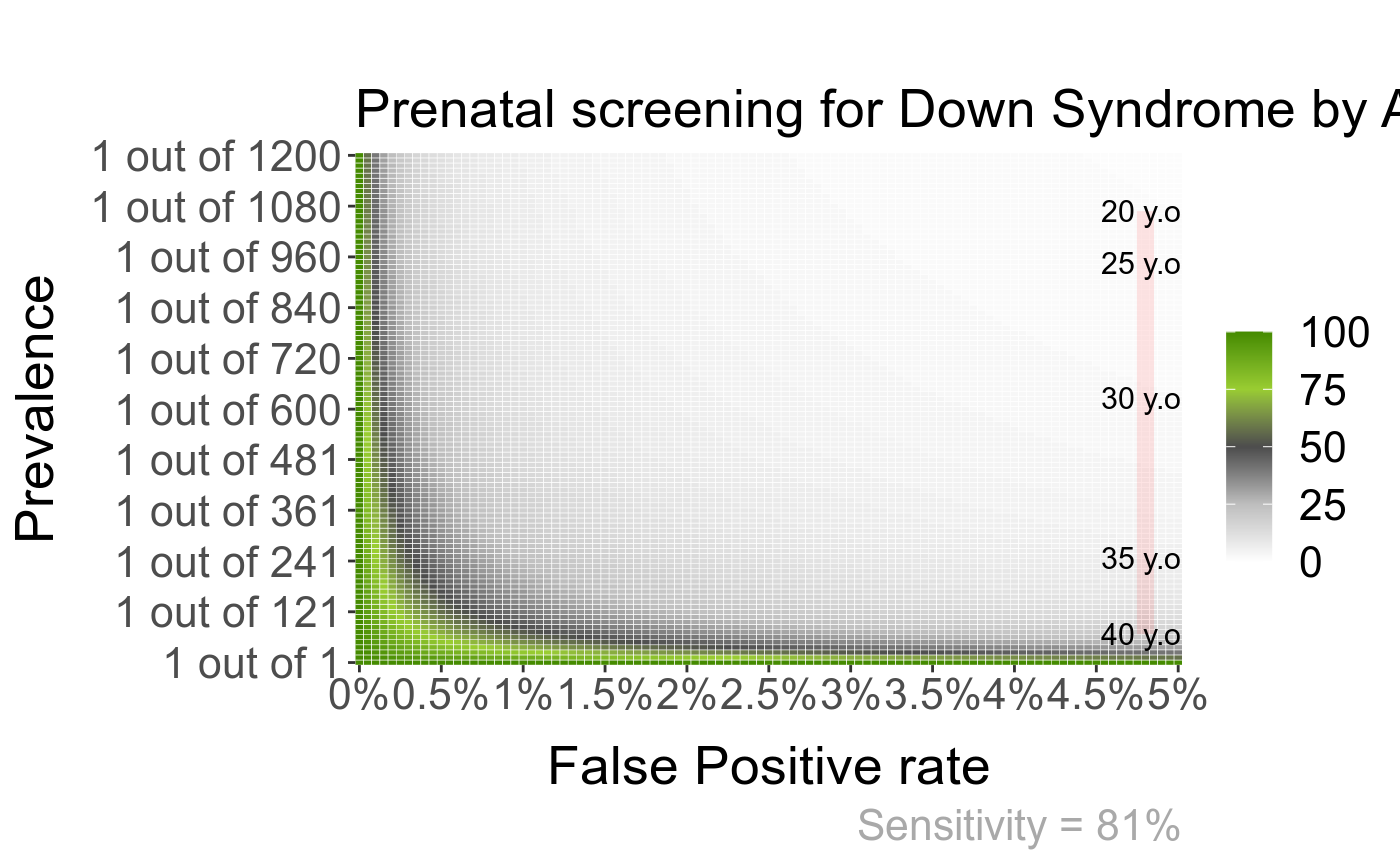 Prenatal screening for Down Syndrome by
1 out of 1200
1 out of 1080
1 out of 960
1 out of 840
1 out of 720
1 out of 600
1 out of 481
1 out of 361
1 out of 241
1 out of 121
1 out of 1
Prevalence
20 y.o
25 y.o
30 y.o
35 y.o
40 y.o
100
75
50
25
0
0% 0.5% 1% 1.5% 2% 2.5% 3% 3.5% 4% 4.5% 5%
False Positive rate
Sensitivity = 81%